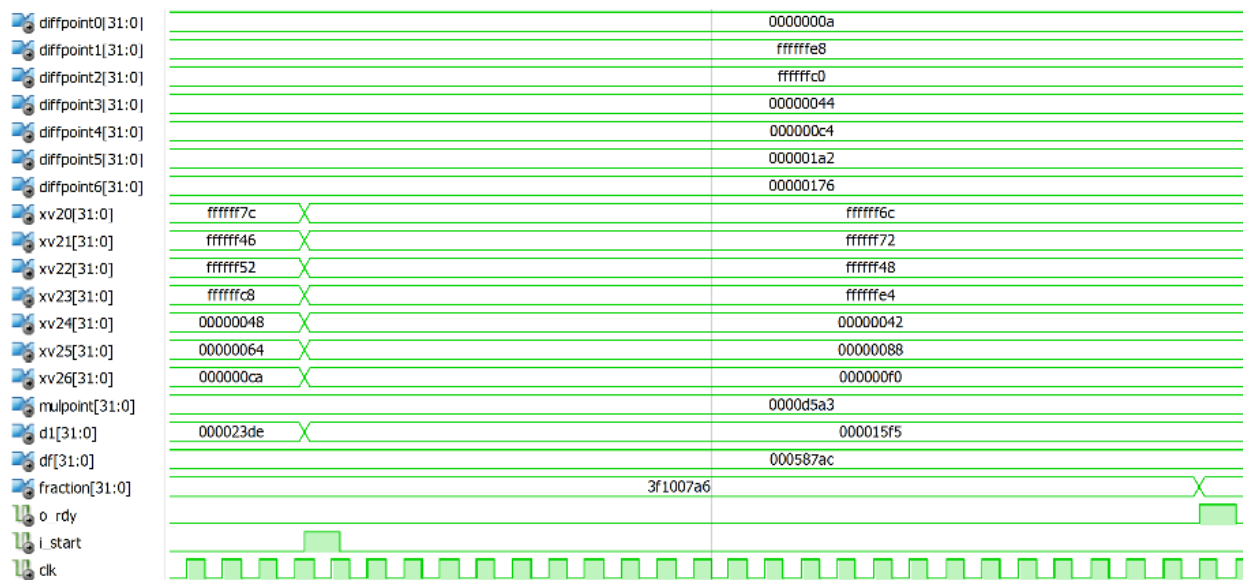 diffpoint0[31:0] 0000000a
diffpoint1[31:0] ffffffe8
diffpoint2[31:0] ffffffc0
diffpoint3[31:0] 00000044
diffpoint4[31:0] 000000c4
diffpoint5[31:0] 000001a2
diffpoint6[31:0] 00000176
xv20[31:0] ffffff7c ffffff6c
xv21[31:0] ffffff46 ffffff72
xv22[31:0] ffffff52 ffffff48
xv23[31:0] ffffffc8 ffffffe4
xv24[31:0] 00000048 00000042
xv25[31:0] 00000064 00000088
xv26[31:0] 000000ca 000000f0
mulpoint[31:0] 0000d5a3
d1[31:0] 000023de 000015f5
df[31:0] 000587ac
fraction[31:0] 3f1007a6
o_rdy
i_start
clk